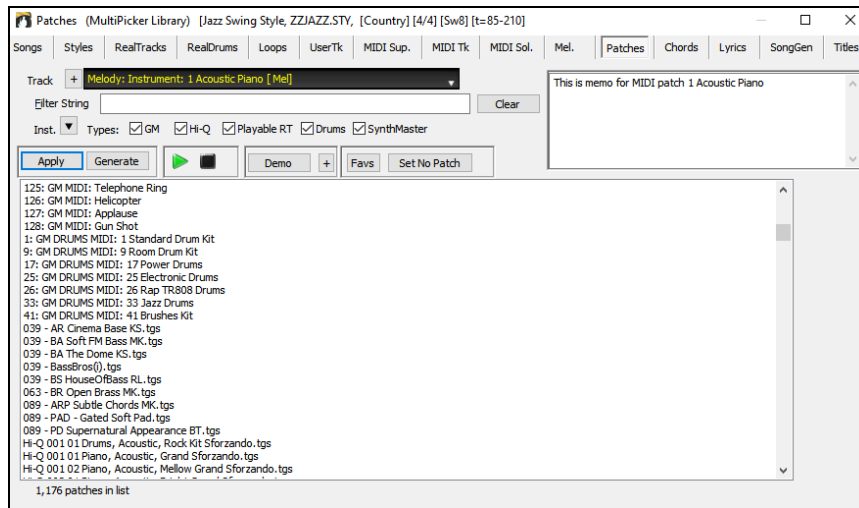 Patches (MultiPicker Library) [Jazz Swing Style, ZZJAZZ.STY, [Country] [4/4] [Sw8] [t=85-210]
Songs Styles RealTracks RealDrums Loops UserTk MIDI Sup. MIDI Tk MIDI Sol. Mel. Patches Chords Lyrics SongGen Titles
Track + Melody: Instrument: 1 Acoustic Piano [ Mel]
This is memo for MIDI patch 1 Acoustic Piano
Filter String Clear
Inst. Types: GM Hi-Q Playable RT Drums SynthMaster
Apply Generate Demo + Favs Set No Patch
125: GM MIDI: Telephone Ring
126: GM MIDI: Helicopter
127: GM MIDI: Applause
128: GM MIDI: Gun Shot
1: GM DRUMS MIDI: 1 Standard Drum Kit
9: GM DRUMS MIDI: 9 Room Drum Kit
17: GM DRUMS MIDI: 17 Power Drums
25: GM DRUMS MIDI: 25 Electronic Drums
26: GM DRUMS MIDI: 26 Rap TR808 Drums
33: GM DRUMS MIDI: 33 Jazz Drums
41: GM DRUMS MIDI: 41 Brushes Kit
039 - AR Cinema Base KS.tgs
039 - BA Soft FM Bass MK.tgs
039 - BA The Dome KS.tgs
039 - BassBros(i).tgs
039 - BS HouseOfBass RL.tgs
063 - BR Open Brass MK.tgs
089 - ARP Subtle Chords MK.tgs
089 - PAD - Gated Soft Pad.tgs
089 - PD Supernatural Appearance BT.tgs
Hi-Q 001 01 Drums, Acoustic, Rock Kit Sforzando.tgs
Hi-Q 001 01 Piano, Acoustic, Grand Sforzando.tgs
Hi-Q 001 02 Piano, Acoustic, Mellow Grand Sforzando.tgs
1,176 patches in list